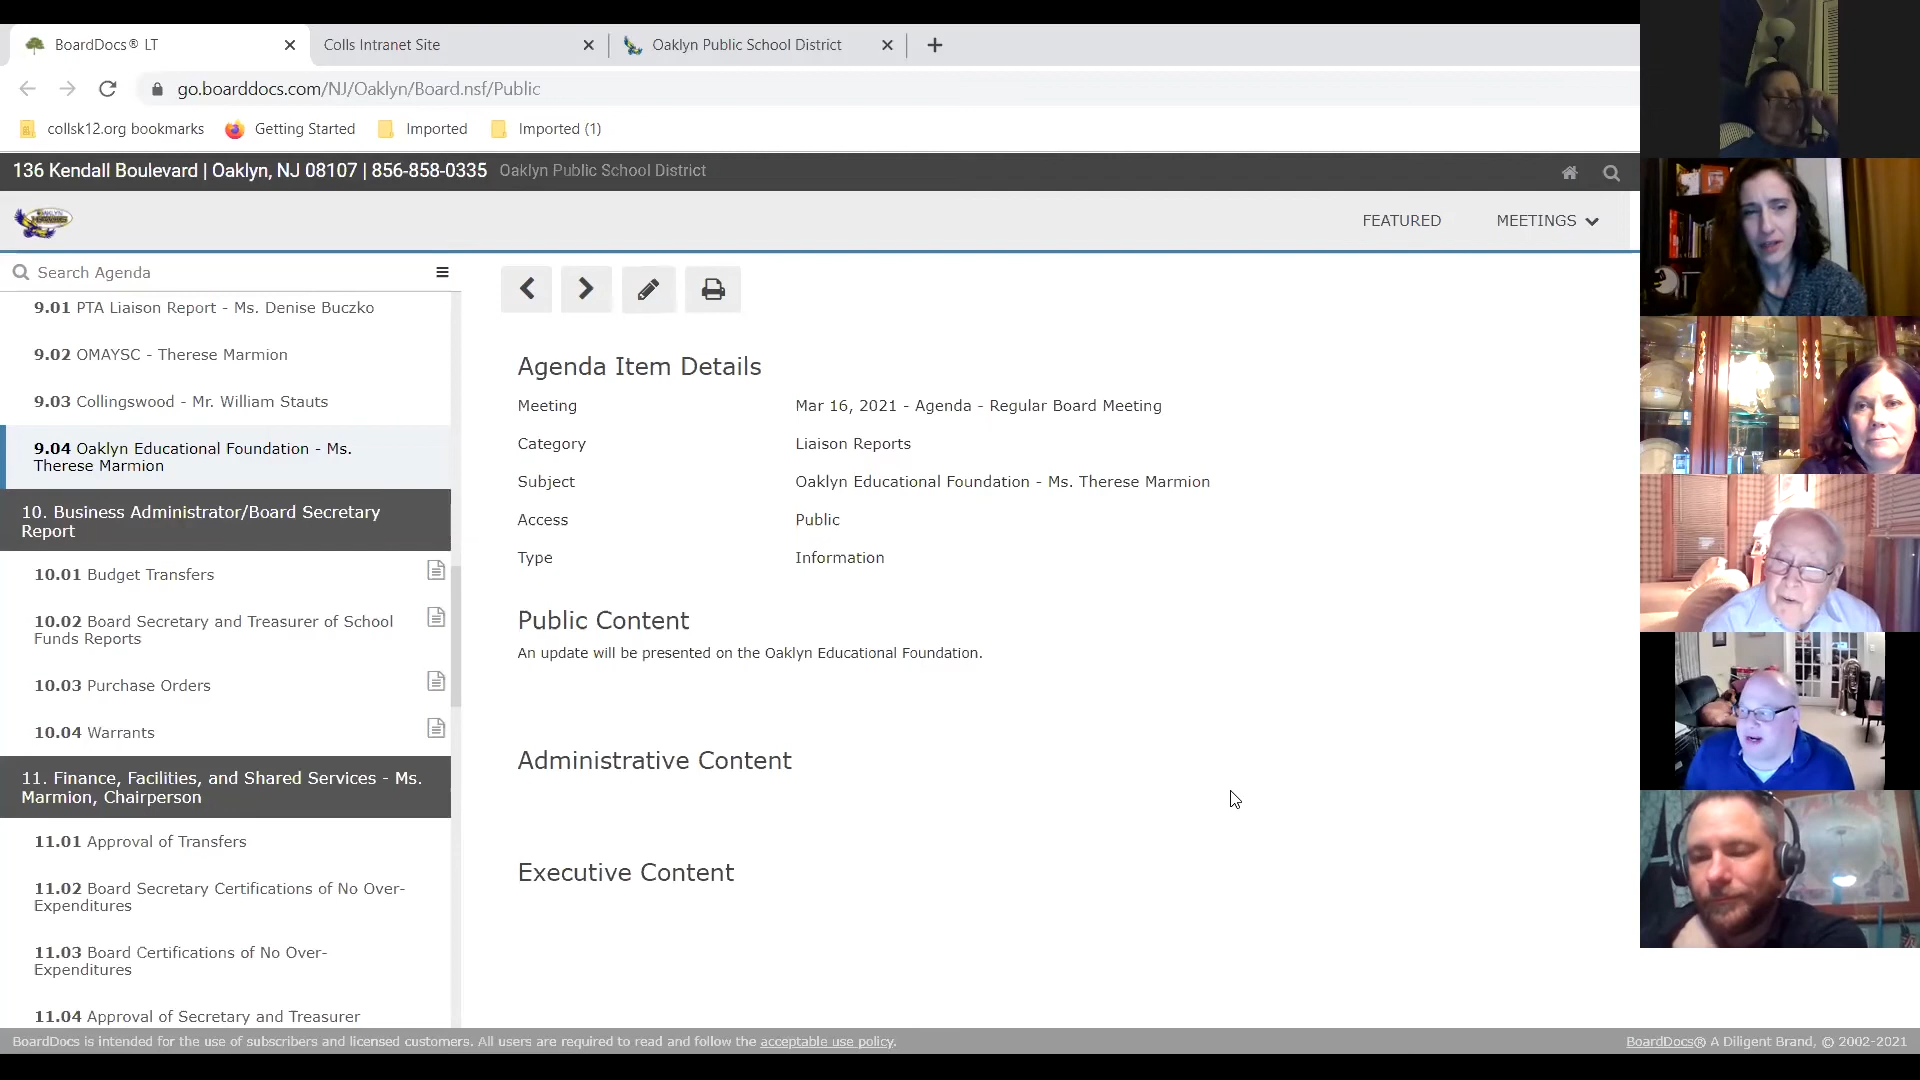 BoardDocs® LT
Colls Intranet Site
Oaklyn Public School District
go.boarddocs.com/NJ/Oaklyn/Board.nsf/Public
collsk12.org bookmarks
Getting Started
Imported
Imported (1)
136 Kendall Boulevard | Oaklyn, NJ 08107 | 856-858-0335 Oaklyn Public School District
FEATURED
MEETINGS
Search Agenda
9.01 PTA Liaison Report - Ms. Denise Buczko
9.02 OMAYSC - Therese Marmion
9.03 Collingswood - Mr. William Stauts
9.04 Oaklyn Educational Foundation - Ms.
Therese Marmion
10. Business Administrator/Board Secretary
Report
10.01 Budget Transfers
10.02 Board Secretary and Treasurer of School
Funds Reports
10.03 Purchase Orders
10.04 Warrants
11. Finance, Facilities, and Shared Services - Ms.
Marmion, Chairperson
11.01 Approval of Transfers
11.02 Board Secretary Certifications of No Over-
Expenditures
11.03 Board Certifications of No Over-
Expenditures
11.04 Approval of Secretary and Treasurer
Agenda Item Details
Meeting
Mar 16, 2021 - Agenda - Regular Board Meeting
Category
Liaison Reports
Subject
Oaklyn Educational Foundation - Ms. Therese Marmion
Access
Public
Type
Information
Public Content
An update will be presented on the Oaklyn Educational Foundation.
Administrative Content
Executive Content
BoardDocs is intended for the use of subscribers and licensed customers. All users are required to read and follow the acceptable use policy.
BoardDocs® A Diligent Brand, © 2002-2021